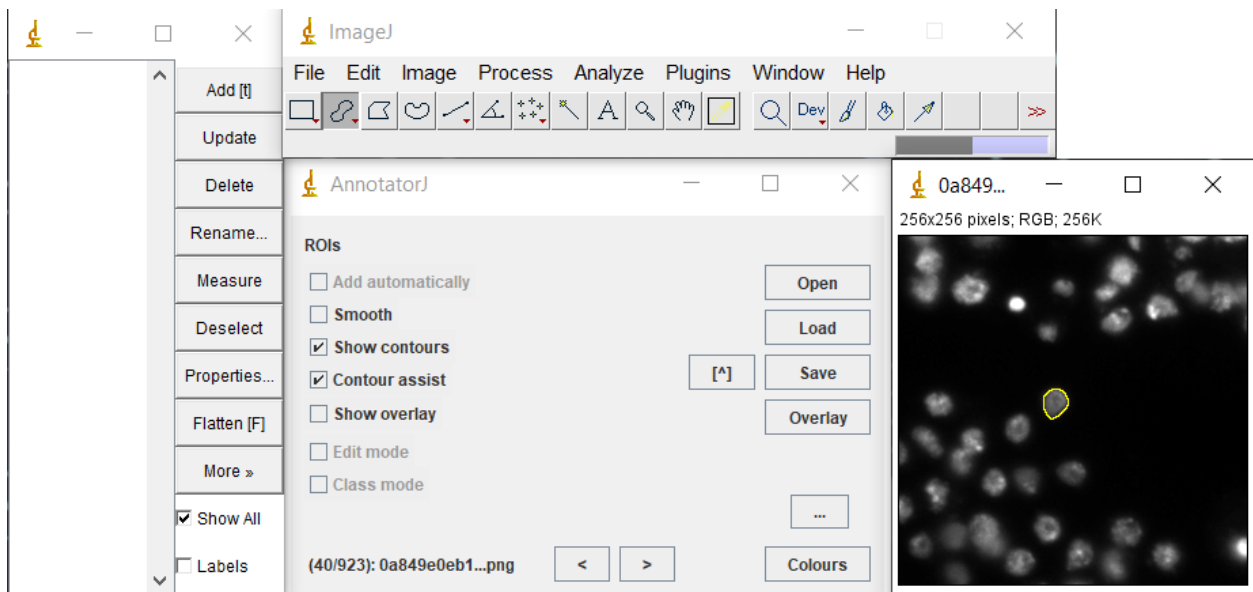 Add [t]
Update
Delete
Rename...
Measure
Deselect
Properties...
Flatten [F]
More »
Show All
Labels
ImageJ
File Edit Image Process Analyze Plugins Window Help
A Dev >>
AnnotatorJ
ROIs
Add automatically
Smooth
Show contours
Contour assist
Show overlay
Edit mode
Class mode
Open
Load
[^] Save
Overlay
...
(40/923): 0a849e0eb1...png < > Colours
0a849...
256x256 pixels; RGB; 256K